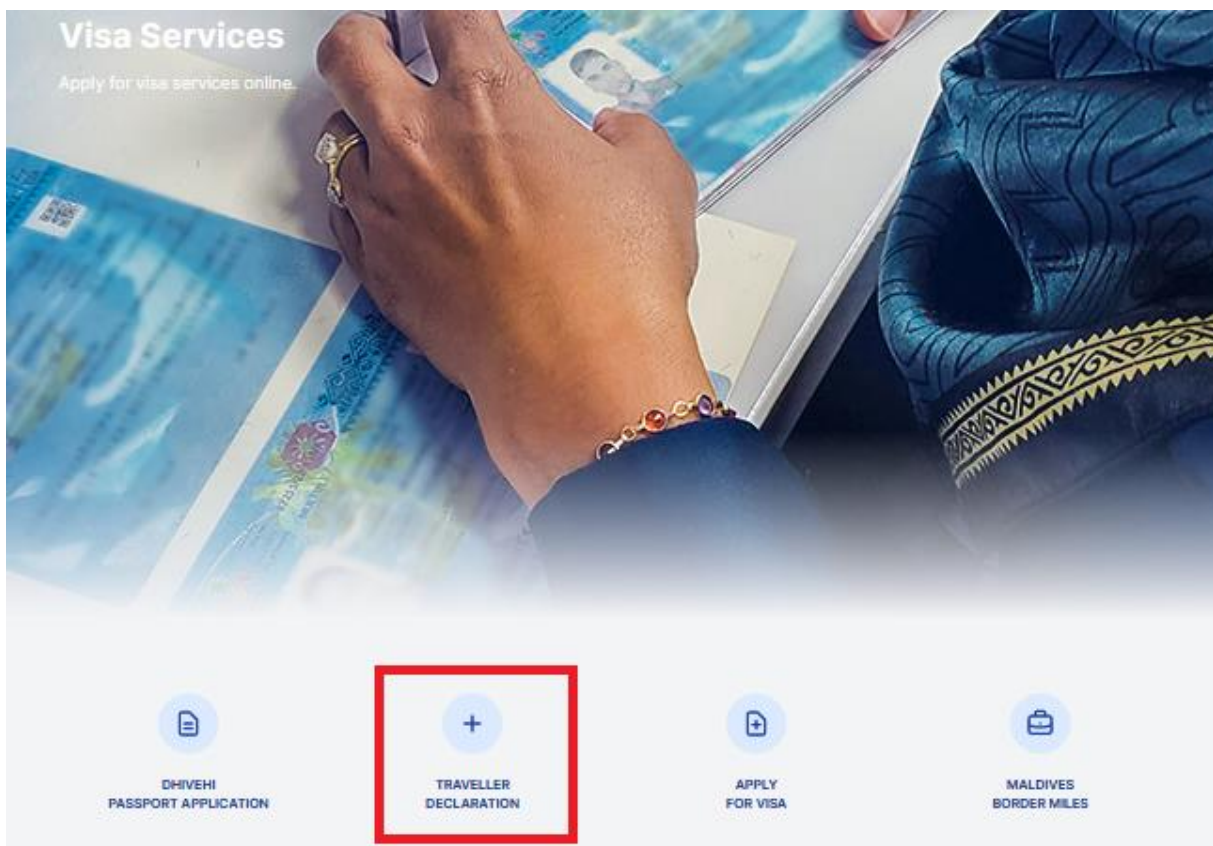 Visa Services
Apply for visa services online.
DHIVEHI
PASSPORT APPLICATION
TRAVELLER
DECLARATION
APPLY
FOR VISA
MALDIVES
BORDER MILES